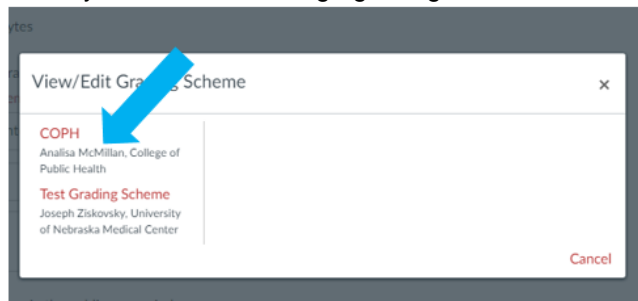 ytes
View/Edit Grading Scheme
×
COPH
Analisa McMillan, College of
Public Health
Test Grading Scheme
Joseph Ziskovsky, University
of Nebraska Medical Center
Cancel